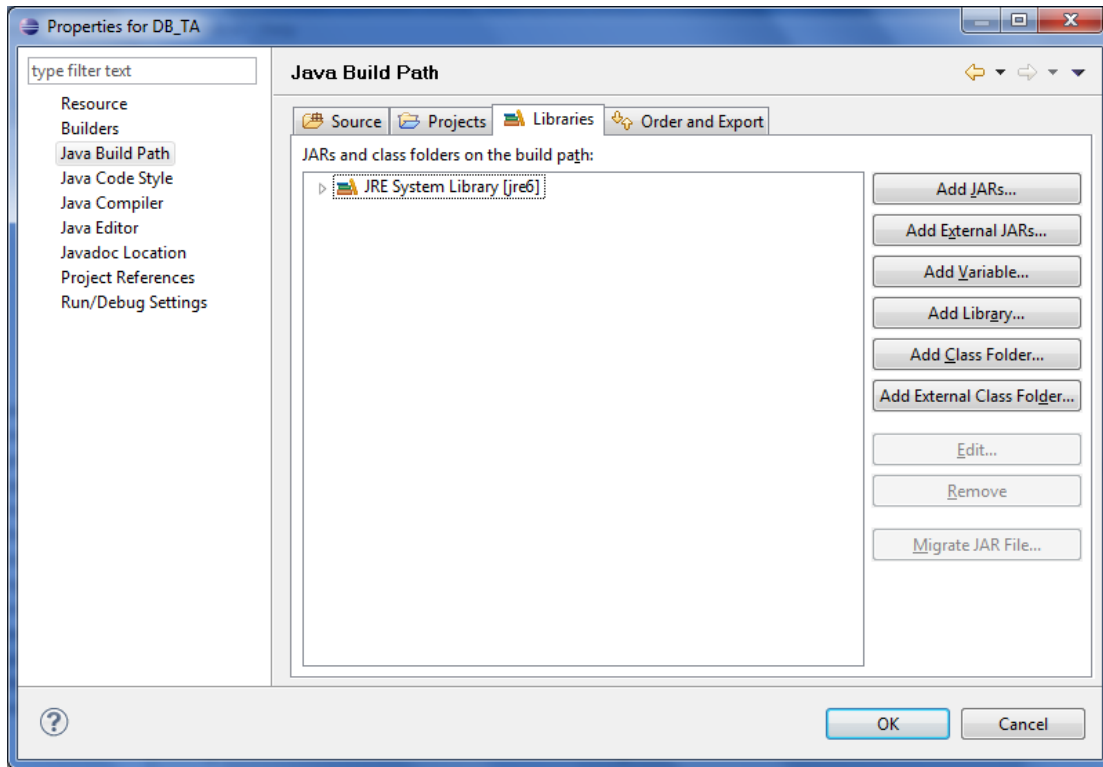 Properties for DB_TA
type filter text
Resource
Builders
Java Build Path
Java Code Style
Java Compiler
Java Editor
Javadoc Location
Project References
Run/Debug Settings
Java Build Path
Source
Projects
Libraries
Order and Export
JARs and class folders on the build path:
JRE System Library [jre6]
Add JARs...
Add External JARs...
Add Variable...
Add Library...
Add Class Folder...
Add External Class Folder...
Edit...
Remove
Migrate JAR File...
?
OK
Cancel